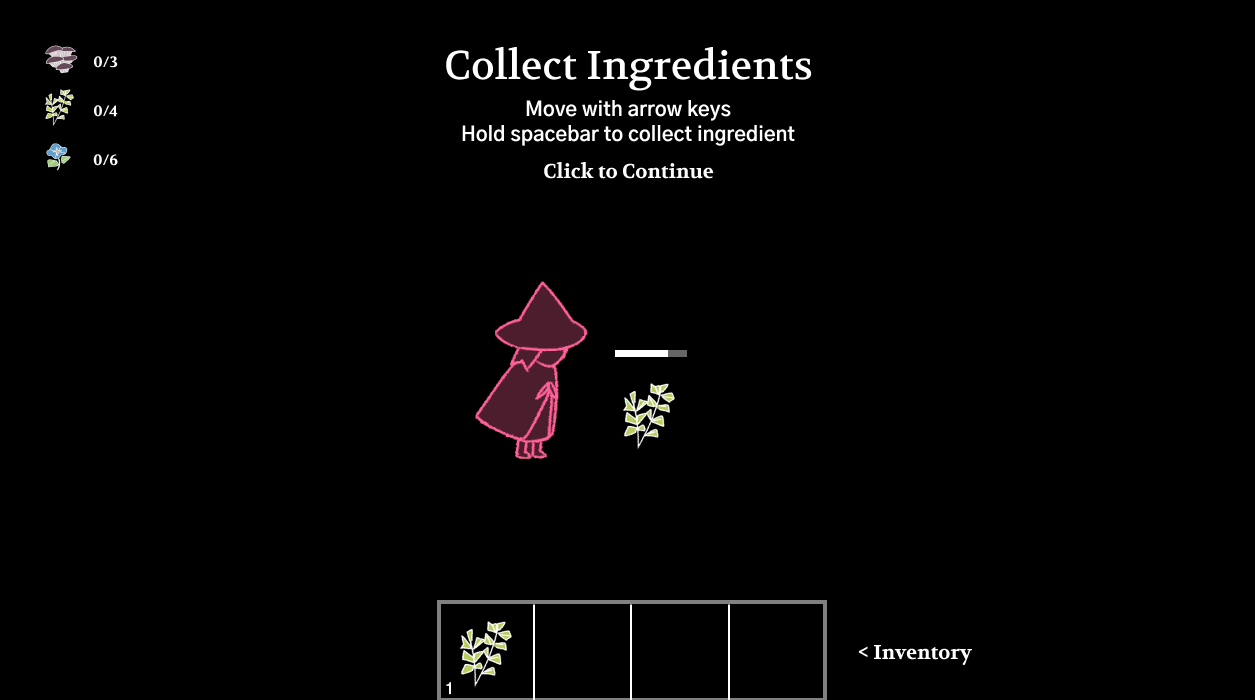 0/3
0/4
0/6
Collect Ingredients
Move with arrow keys
Hold spacebar to collect ingredient
Click to Continue
1
< Inventory